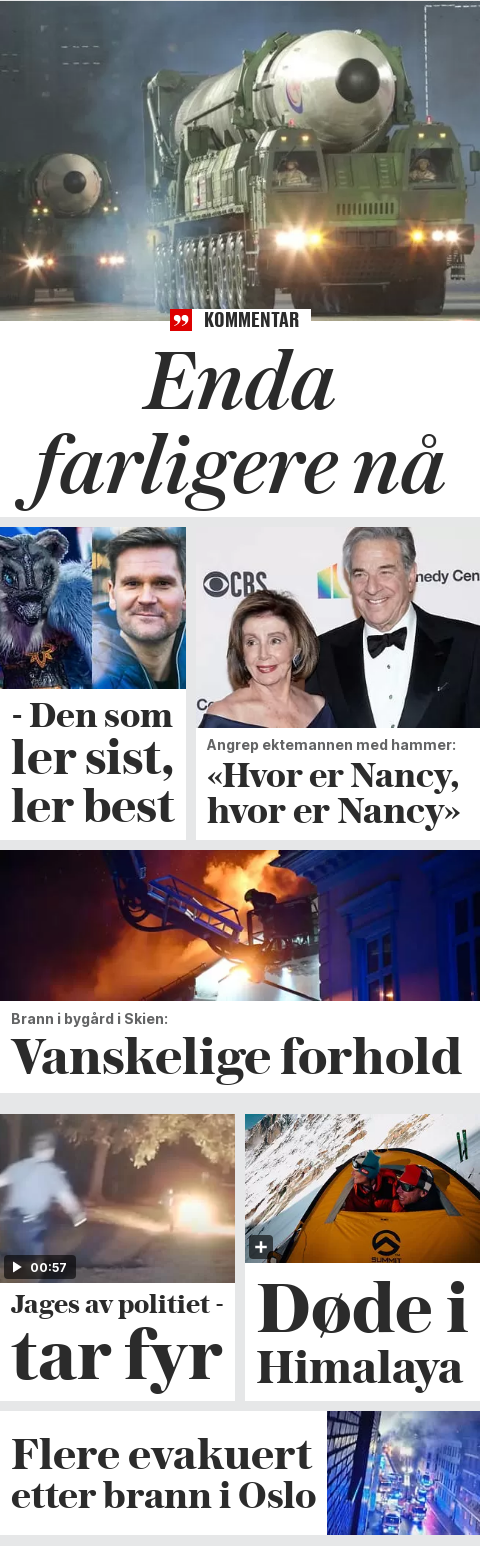 KOMMENTAR
Enda
farligere nå
CBS
nedy Cen
Co
- Den som
ler sist,
ler best
Angrep ektemannen med hammer:
«Hvor er Nancy,
hvor er Nancy»
Brann i bygård i Skien:
Vanskelige forhold
00:57
SUMMIT
Jages av politiet -
tar fyr
Døde i
Himalaya
Flere evakuert
etter brann i Oslo